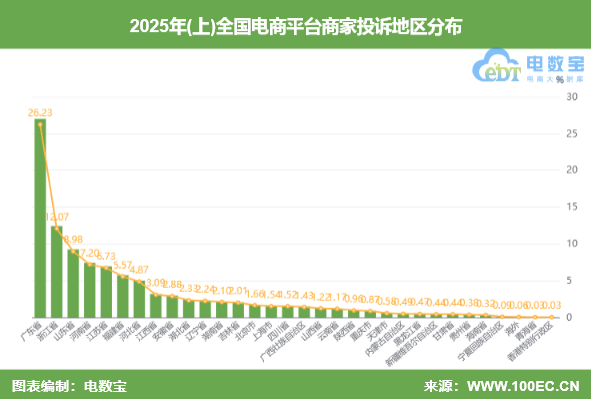 2025年(上)全国电商平台商家投诉地区分布
eDT 电数宝
电商大数据库
%
30
25
20
15
10
5
0
26.23
12.07
8.98
7.20
6.73
5.57
4.87
3.09
2.88
2.33
2.24
2.10
2.01
1.66
1.54
1.52
1.43
1.22
1.17
0.96
0.87
0.58
0.49
0.47
0.44
0.44
0.38
0.32
0.09
0.06
0.03
0.03
广东省
浙江省
山东省
河南省
江苏省
福建省
河北省
江西省
安徽省
湖北省
辽宁省
湖南省
吉林省
北京市
上海市
四川省
广西壮族自治区
山西省
云南省
陕西省
重庆市
天津市
内蒙古自治区
黑龙江省
新疆维吾尔自治区
甘肃省
贵州省
海南省
宁夏回族自治区
海外
青海省
香港特别行政区
图表编制：电数宝
来源：WWW.100EC.CN